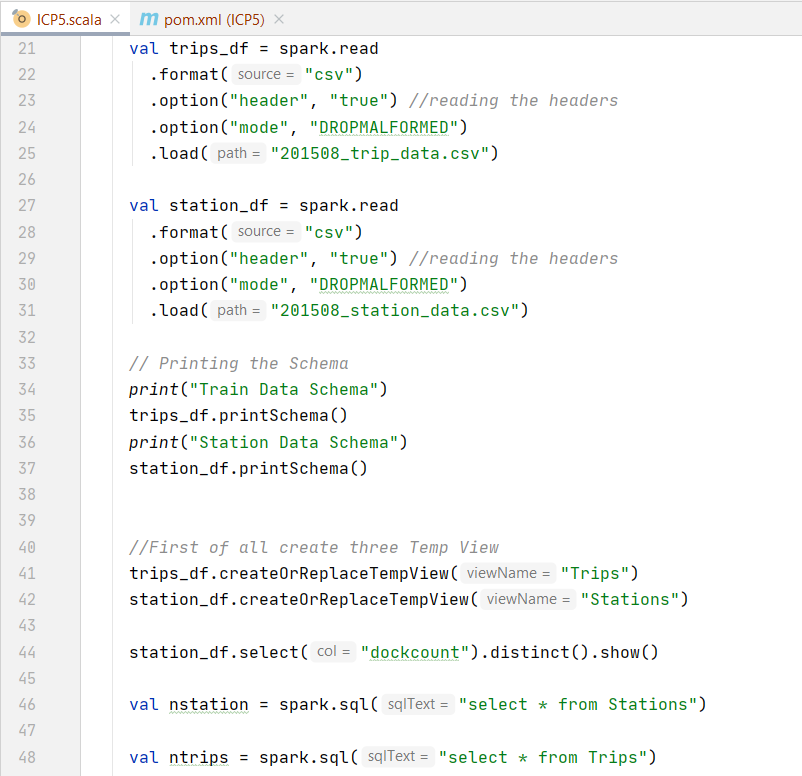 ICP5.scala × m pom.xml (ICP5) ×
21 val trips_df = spark.read
22 .format( source = "csv")
23 .option("header", "true") //reading the headers
24 .option("mode", "DROPMALFORMED")
25 .load( path = "201508_trip_data.csv")
26
27 val station_df = spark.read
28 .format( source = "csv")
29 .option("header", "true") //reading the headers
30 .option("mode", "DROPMALFORMED")
31 .load( path = "201508_station_data.csv")
32
33 // Printing the Schema
34 print("Train Data Schema")
35 trips_df.printSchema()
36 print("Station Data Schema")
37 station_df.printSchema()
38
39
40 //First of all create three Temp View
41 trips_df.createOrReplaceTempView( viewName = "Trips")
42 station_df.createOrReplaceTempView( viewName = "Stations")
43
44 station_df.select( col = "dockcount").distinct().show()
45
46 val nstation = spark.sql( sqlText = "select * from Stations")
47
48 val ntrips = spark.sql( sqlText = "select * from Trips")